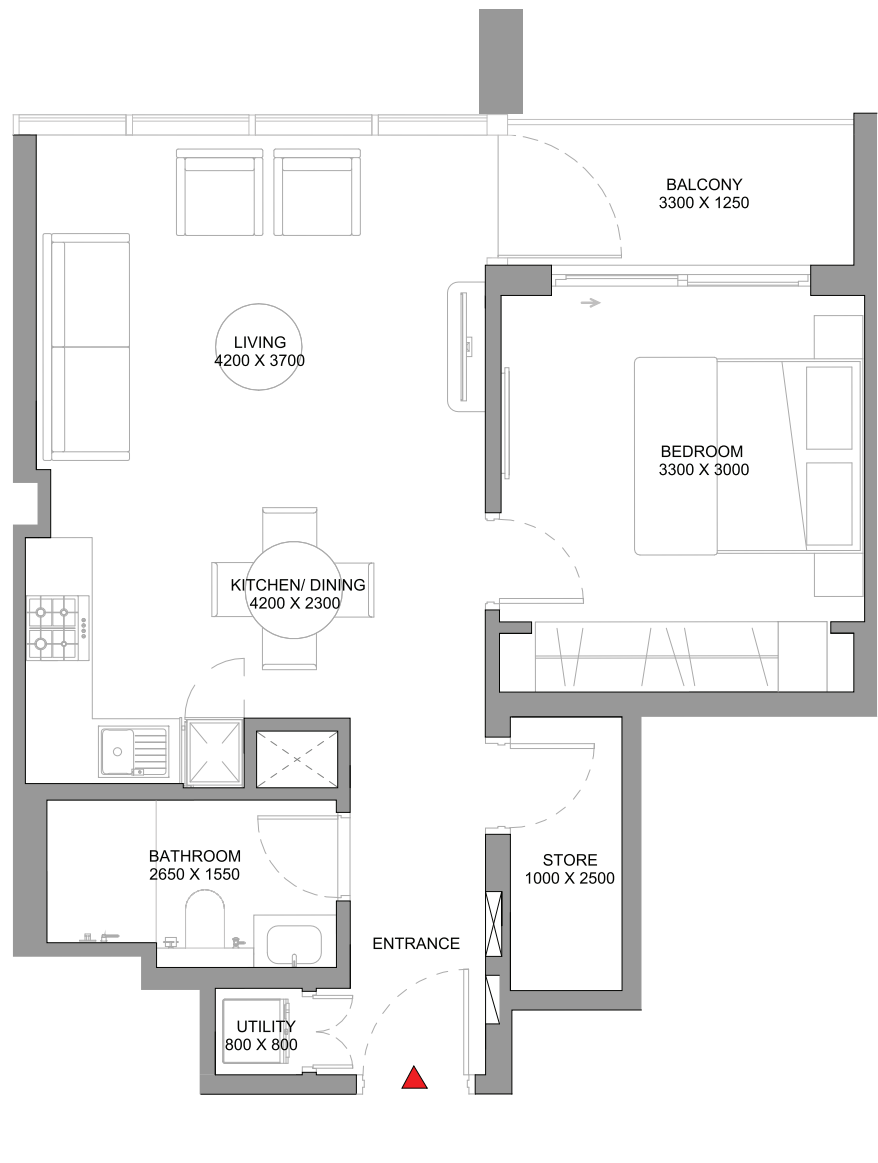 BALCONY
3300 X 1250
LIVING
4200 X 3700
BEDROOM
3300 X 3000
KITCHEN/ DINING
4200 X 2300
BATHROOM
2650 X 1550
STORE
1000 X 2500
ENTRANCE
UTILITY
800 X 800